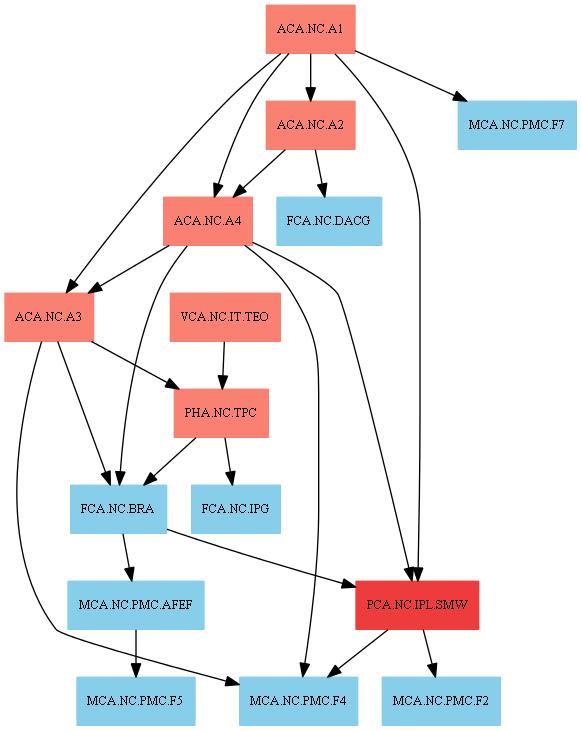 ACA.NC.A1
ACA.NC.A2
MCA.NC.PMC.F7
ACA.NC.A4
FCA.NC.DACG
ACA.NC.A3
VCA.NC.IT.TEO
PHA.NC.TPC
FCA.NC.BRA
FCA.NC.IPG
MCA.NC.PMC.AFEF
PCA.NC.IPL.SMW
MCA.NC.PMC.F5
MCA.NC.PMC.F4
MCA.NC.PMC.F2